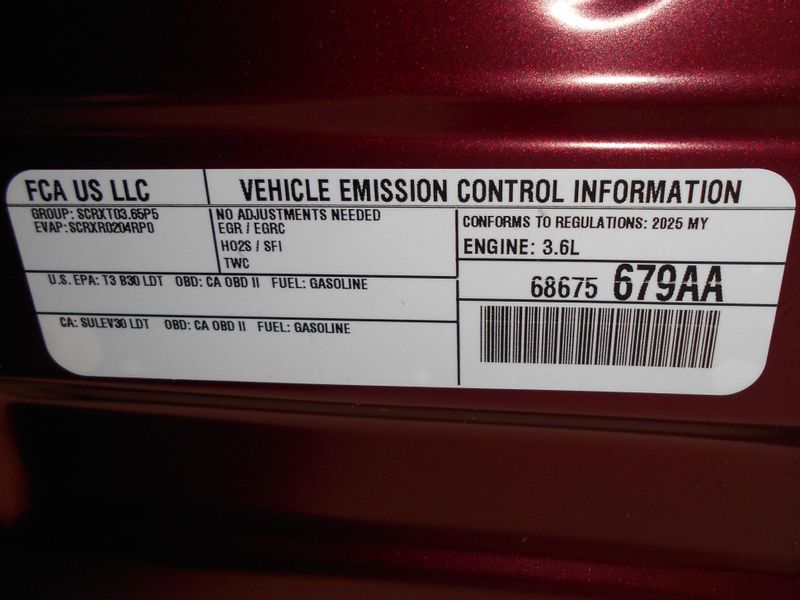 FCA US LLC
VEHICLE EMISSION CONTROL INFORMATION
GROUP: SCRXT03.65P5
EVAP: SCRXR0204RP0
NO ADJUSTMENTS NEEDED
EGR / EGRC
HO2S / SFI
TWC
CONFORMS TO REGULATIONS: 2025 MY
ENGINE: 3.6L
U.S. EPA: T3 B30 LDT OBD: CA OBD II FUEL: GASOLINE
68675 679AA
CA: SULEV30 LDT OBD: CA OBD II FUEL: GASOLINE